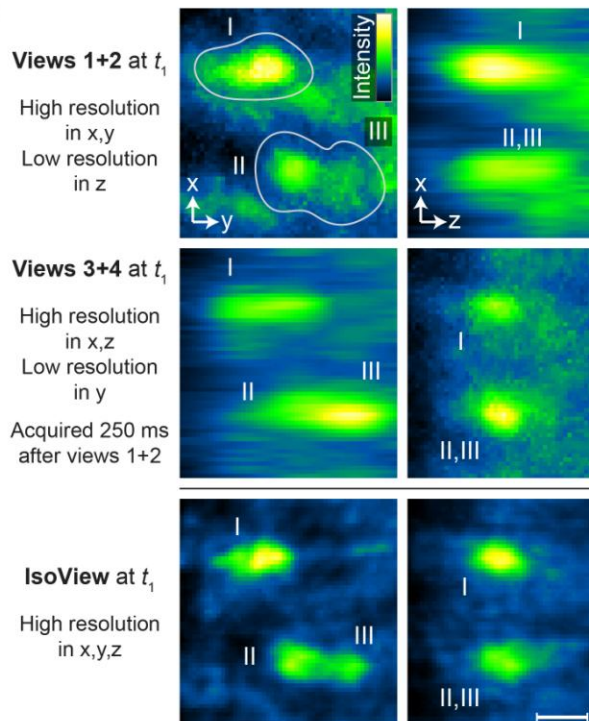 Views 1+2 at t1
High resolution
in x,y
Low resolution
in z
I
Intensity
III
II
x
y
I
II,III
x
z
Views 3+4 at t1
High resolution
in x,z
Low resolution
in y
Acquired 250 ms
after views 1+2
I
II
III
I
II,III
IsoView at t1
High resolution
in x,y,z
I
II
III
I
II,III